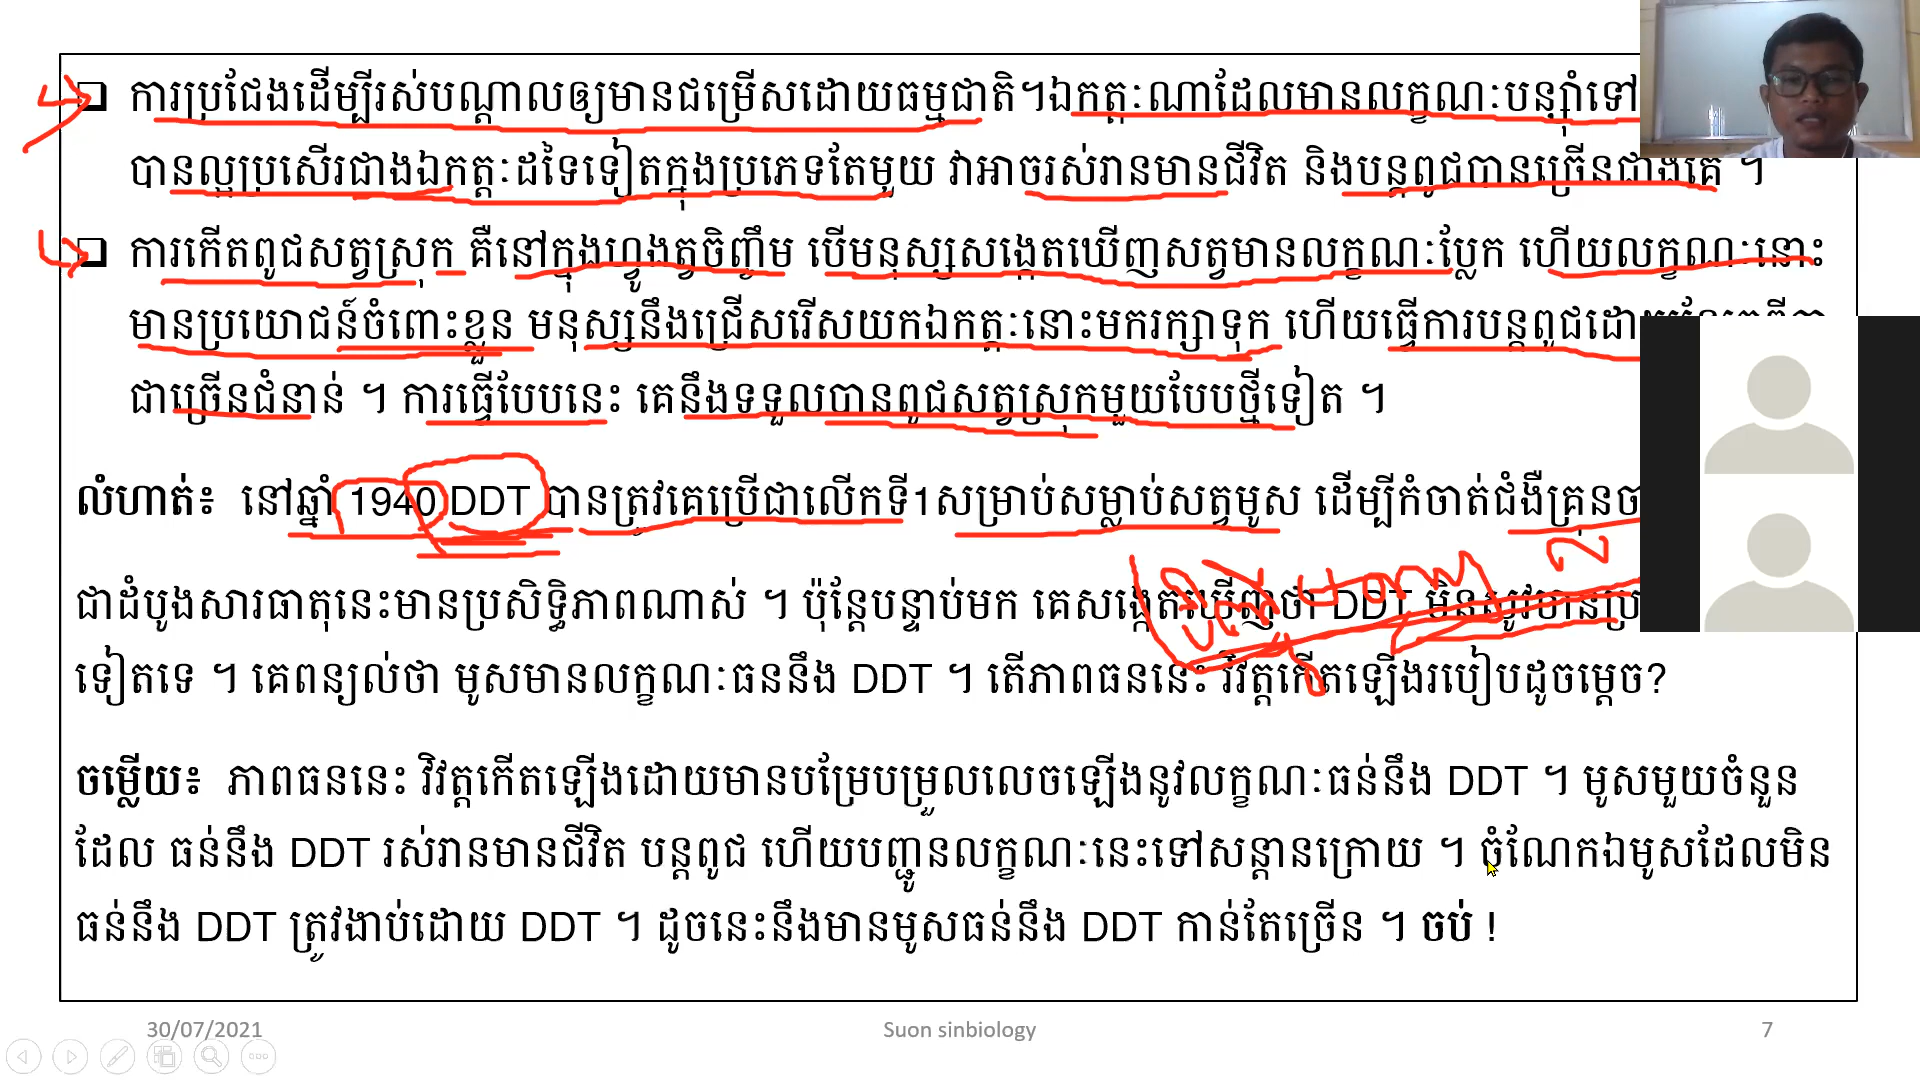 ការប្រជែងដើម្បីរស់បណ្តាលឲ្យមានជម្រើសដោយធម្មជាតិ។ឯកត្តៈណាដែលមានលក្ខណៈបន្ស៊ាំទៅ
បានល្អប្រសើរជាងឯកត្តៈដទៃទៀតក្នុងប្រភេទតែមួយ វាអាចរស់រានមានជីវិត និងបន្តពូជបានច្រើនជាងគេ ។
ការកើតពូជសត្វស្រុក គឺនៅក្នុងហ្វូងត្វចិញ្ចឹម បើមនុស្សសង្កេតឃើញសត្វមានលក្ខណៈប្លែក ហើយលក្ខណៈនោះ
មានប្រយោជន៍ចំពោះខ្លួន មនុស្សនឹងជ្រើសរើសយកឯកត្តៈនោះមករក្សាទុក ហើយធ្វើការបន្តពូជដោយ
ជាច្រើនជំនាន់ ។ ការធ្វើបែបនេះ គេនឹងទទួលបានពូជសត្វស្រុកមួយបែបថ្មីទៀត ។
លំហាត់៖ នៅឆ្នាំ 1940 DDT បានត្រូវគេប្រើជាលើកទី1សម្រាប់សម្លាប់សត្វមូស ដើម្បីកំចាត់ជំងឺគ្រុន
ជាដំបូងសារធាតុនេះមានប្រសិទ្ធិភាពណាស់ ។ ប៉ុន្តែបន្ទាប់មក គេសង្កេតឃើញថា DDT មិន
ទៀតទេ ។ គេពន្យល់ថា មូសមានលក្ខណៈធននឹង DDT ។ តើភាពធននេះ វិវត្តកើតឡើងរបៀបដូចម្តេច?
ចម្លើយ៖ ភាពធននេះ វិវត្តកើតឡើងដោយមានបម្រែបម្រួលលេចឡើងនូវលក្ខណៈធន់នឹង DDT ។ មូសមួយចំនួន
ដែល ធន់នឹង DDT រស់រានមានជីវិត បន្តពូជ ហើយបញ្ជូនលក្ខណៈនេះទៅសន្តានក្រោយ ។ ចំណែកឯមូសដែលមិន
ធន់នឹង DDT ត្រូវងាប់ដោយ DDT ។ ដូចនេះនឹងមានមូសធន់នឹង DDT កាន់តែច្រើន ។ ចប់ !
30/07/2021 Suon sinbiology 7